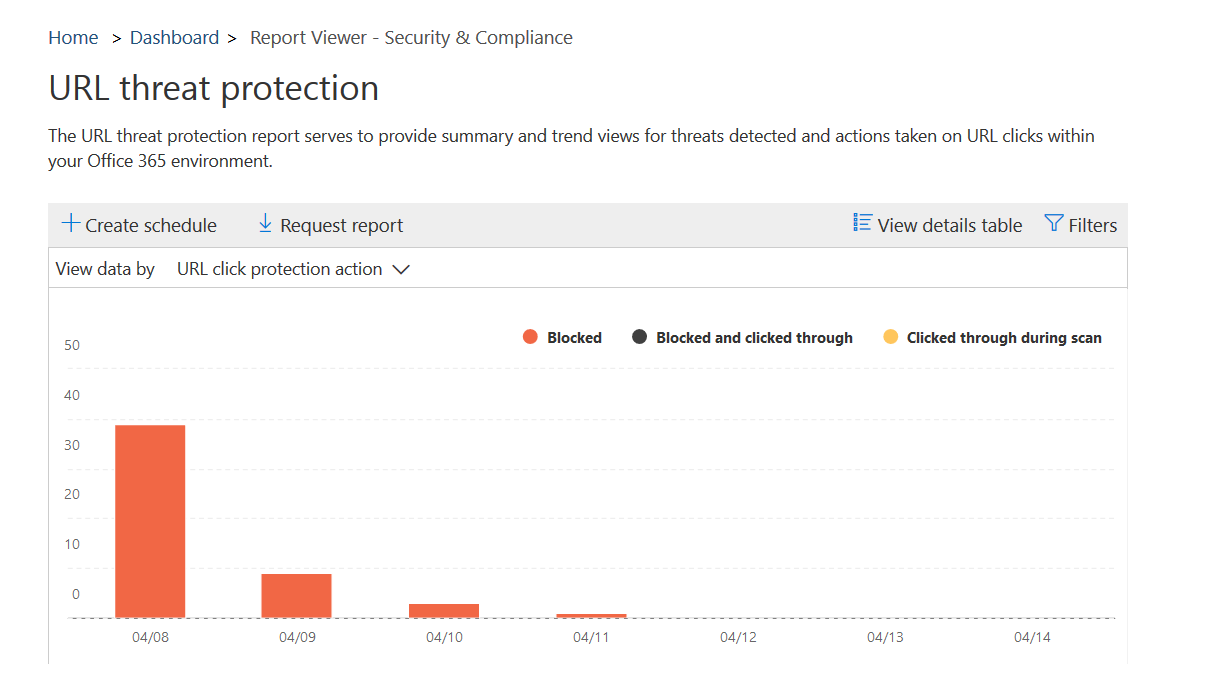 Home > Dashboard > Report Viewer - Security & Compliance
URL threat protection
The URL threat protection report serves to provide summary and trend views for threats detected and actions taken on URL clicks within
your Office 365 environment.
Create schedule Request report View details table Filters
View data by URL click protection action
Blocked Blocked and clicked through Clicked through during scan
50
40
30
20
10
0
04/08 04/09 04/10 04/11 04/12 04/13 04/14